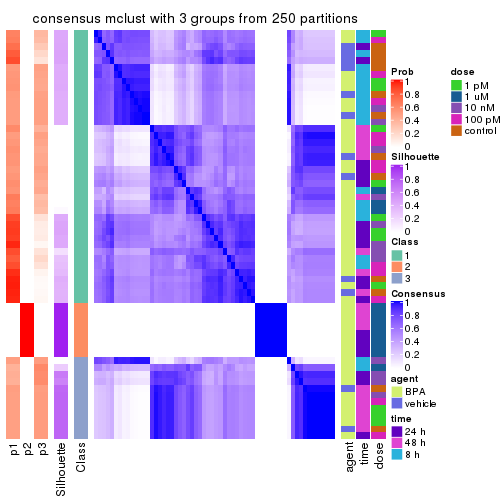 consensus mclust with 3 groups from 250 partitions
Prob
1
0.8
0.6
0.4
0.2
0
Silhouette
1
0.8
0.6
0.4
0.2
0
Class
1
2
3
Consensus
1
0.8
0.6
0.4
0.2
0
agent
BPA
vehicle
time
24 h
48 h
8 h
dose
1 pM
1 uM
10 nM
100 pM
control
p1
p2
p3
Silhouette
Class
agent
time
dose